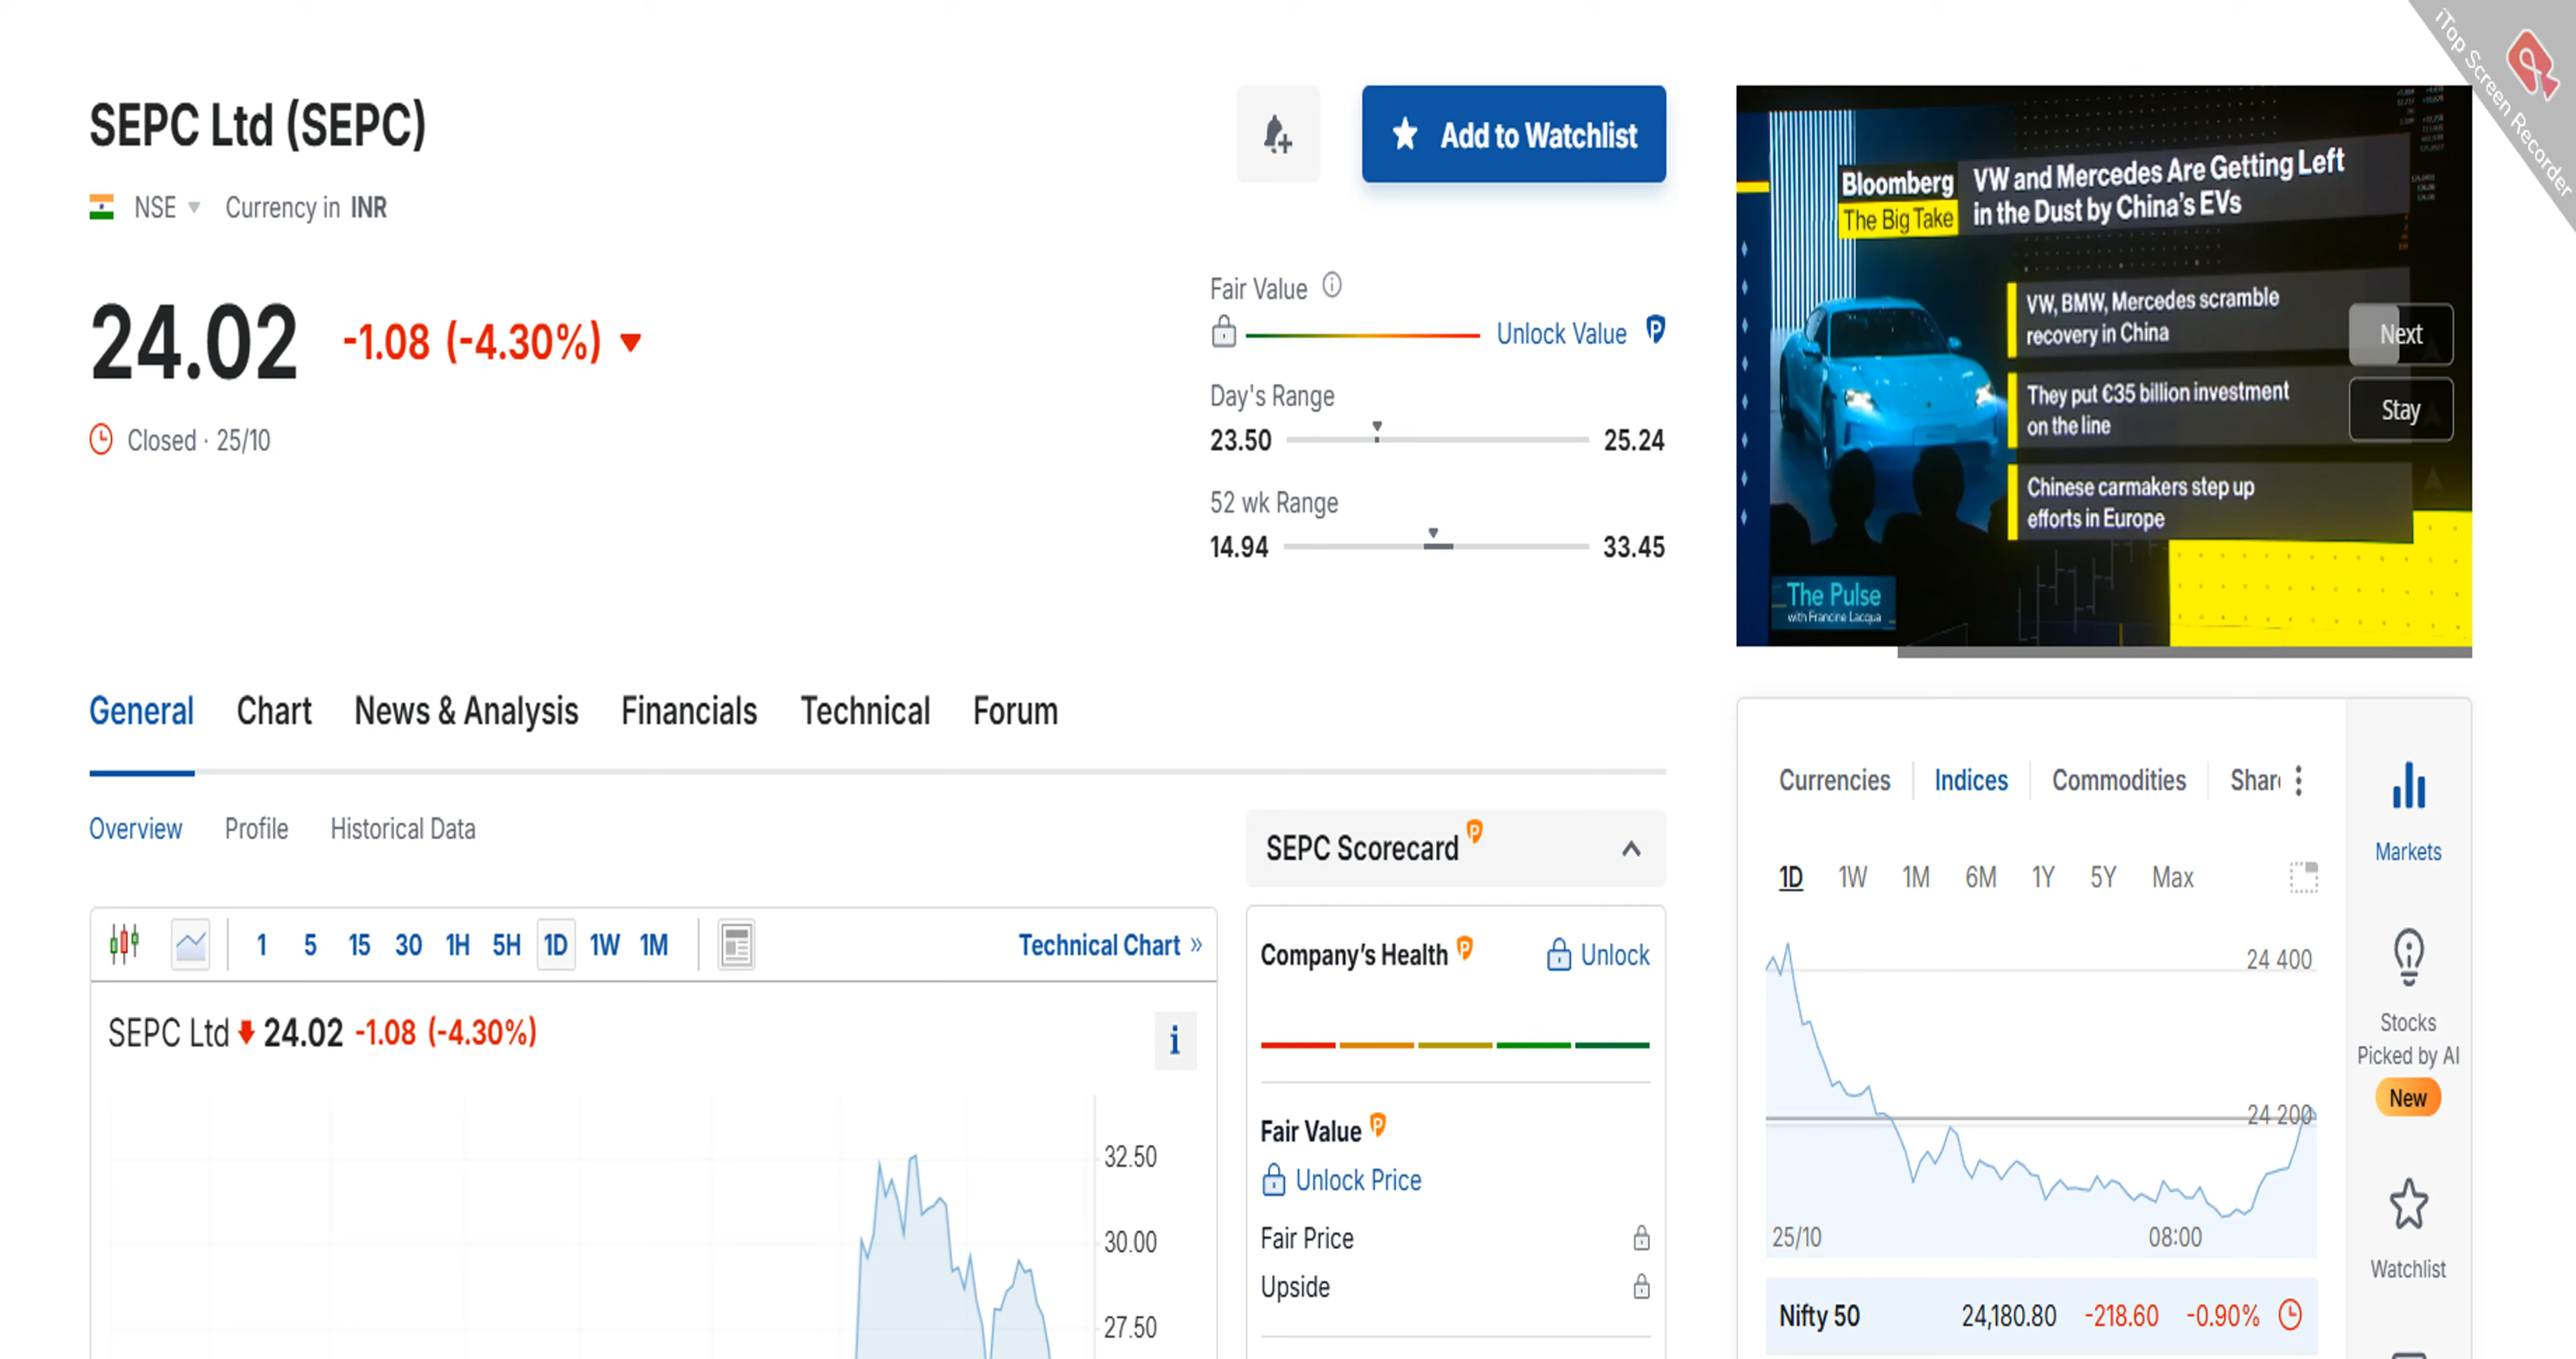 iTop Screen Recorder
SEPC Ltd (SEPC)
Add to Watchlist
NSE Currency in INR
24.02 -1.08 (-4.30%)
Closed · 25/10
Fair Value
Unlock Value
Day's Range
23.50 25.24
52 wk Range
14.94 33.45
Bloomberg
The Big Take
VW and Mercedes Are Getting Left
in the Dust by China's EVs
VW, BMW, Mercedes scramble
recovery in China
They put €35 billion investment
on the line
Chinese carmakers step up
efforts in Europe
Next
Stay
The Pulse
with Francine Lacqua
General Chart News & Analysis Financials Technical Forum
Overview Profile Historical Data
1 5 15 30 1H 5H 1D 1W 1M Technical Chart »
SEPC Ltd 24.02 -1.08 (-4.30%)
i
32.50
30.00
27.50
SEPC Scorecard
Company's Health Unlock
Fair Value
Unlock Price
Fair Price
Upside
Currencies Indices Commodities Shar
1D 1W 1M 6M 1Y 5Y Max
24 400
24 200
25/10 08:00
Nifty 50 24,180.80 -218.60 -0.90%
Markets
Stocks
Picked by AI
New
Watchlist